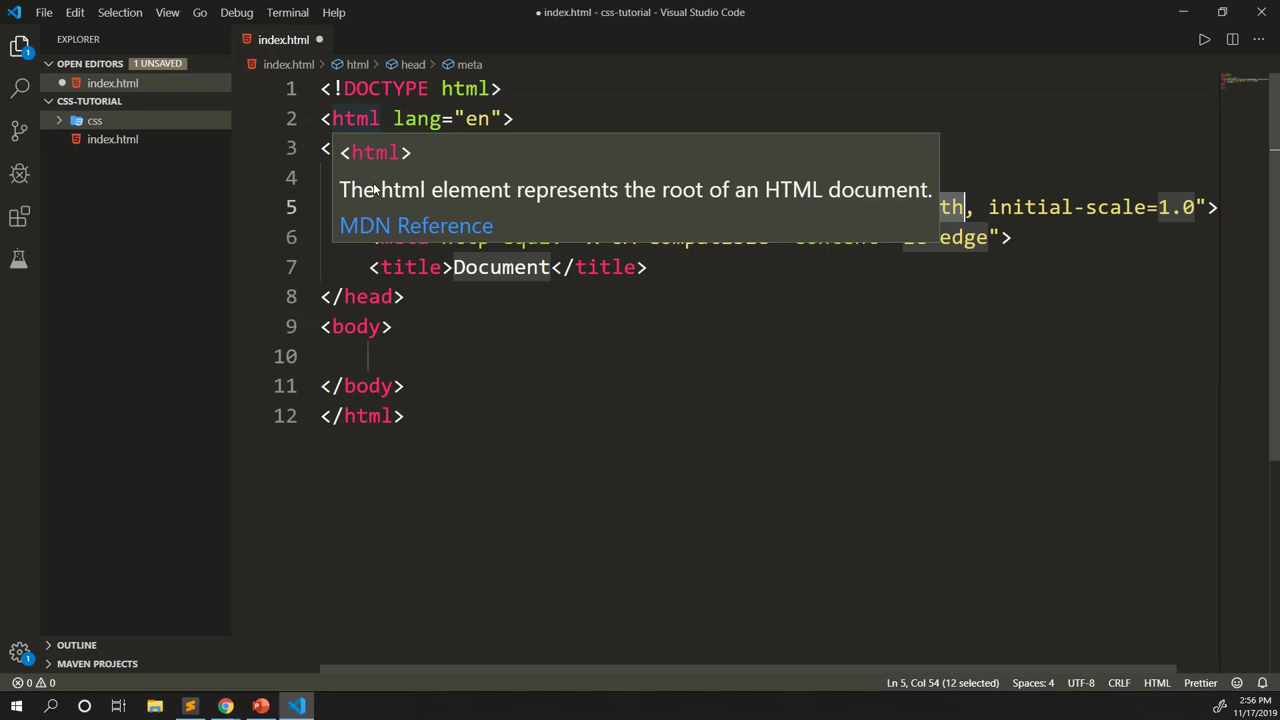 File Edit Selection View Go Debug Terminal Help
● index.html - css-tutorial - Visual Studio Code
EXPLORER
OPEN EDITORS 1 UNSAVED
index.html
CSS-TUTORIAL
css
index.html
OUTLINE
MAVEN PROJECTS
1
1
index.html
index.html > html > head > meta
1 <!DOCTYPE html>
2 <html lang="en">
3 <
<html>
The html element represents the root of an HTML document.
MDN Reference
4
5 th, initial-scale=1.0">
6 edge">
7 <title>Document</title>
8 </head>
9 <body>
10
11 </body>
12 </html>
0 0
Ln 5, Col 54 (12 selected) Spaces: 4 UTF-8 CRLF HTML Prettier
2:56 PM
11/17/2019